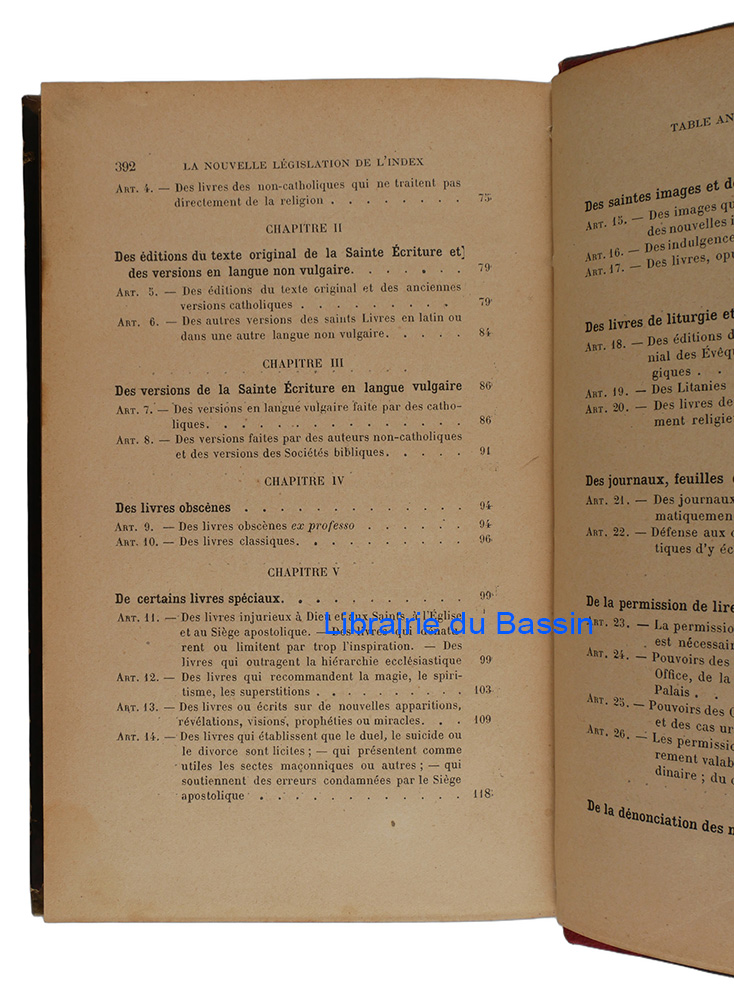 392 LA NOUVELLE LÉGISLATION DE L'INDEX
ART. 4. — Des livres des non-catholiques qui ne traitent pas
directement de la religion . . . . . . . . 75
CHAPITRE II
Des éditions du texte original de la Sainte Écriture et
des versions en langue non vulgaire. . . . . . 79
ART. 5. — Des éditions du texte original et des anciennes
versions catholiques . . . . . . . . . 79
ART. 6. — Des autres versions des saints Livres en latin ou
dans une autre langue non vulgaire. . . . . 84
CHAPITRE III
Des versions de la Sainte Écriture en langue vulgaire 86
ART. 7. — Des versions en langue vulgaire faite par des catho-
liques. . . . . . . . . . . . . 86
ART. 8. — Des versions faites par des auteurs non-catholiques
et des versions des Sociétés bibliques. . . . . 91
CHAPITRE IV
Des livres obscènes . . . . . . . . . . . . 94
ART. 9. — Des livres obscènes ex professo . . . . . . 94
ART. 10. — Des livres classiques. . . . . . . . . 96
CHAPITRE V
De certains livres spéciaux. . . . . . . . . . 99
ART. 11. — Des livres injurieux à Dieu et aux Saints, à l'Église
et au Siège apostolique. — Des livres qui dénatu-
rent ou limitent par trop l'inspiration. — Des
livres qui outragent la hiérarchie ecclésiastique 99
ART. 12. — Des livres qui recommandent la magie, le spiri-
tisme, les superstitions . . . . . . . . . 103
ART. 13. — Des livres ou écrits sur de nouvelles apparitions,
révélations, visions, prophéties ou miracles. . . 109
ART. 14. — Des livres qui établissent que le duel, le suicide ou
le divorce sont licites ; — qui présentent comme
utiles les sectes maçonniques ou autres ; — qui
soutiennent des erreurs condamnées par le Siège
apostolique . . . . . . . . . . . . 118
Librairie du Bassin
TABLE
Des saintes images et
ART. 15. — Des images
des nouvelles
ART. 16. — Des
ART. 17. — Des livres,
Des livres de liturgie et
ART. 18. — Des éditions
nial des
giques . .
ART. 19. — Des Litanies
ART. 20. — Des livres de
ment
Des journaux, feuilles
ART. 21. — Des journaux
ART. 22. — Défense aux
tiques d'y
De la permission de lire
ART. 23. — La
est
ART. 24. — Pouvoirs des
Office, de la
Palais . .
ART. 25. — Pouvoirs des
et des cas
ART. 26. — Les
dinaire ; du
De la dénonciation des